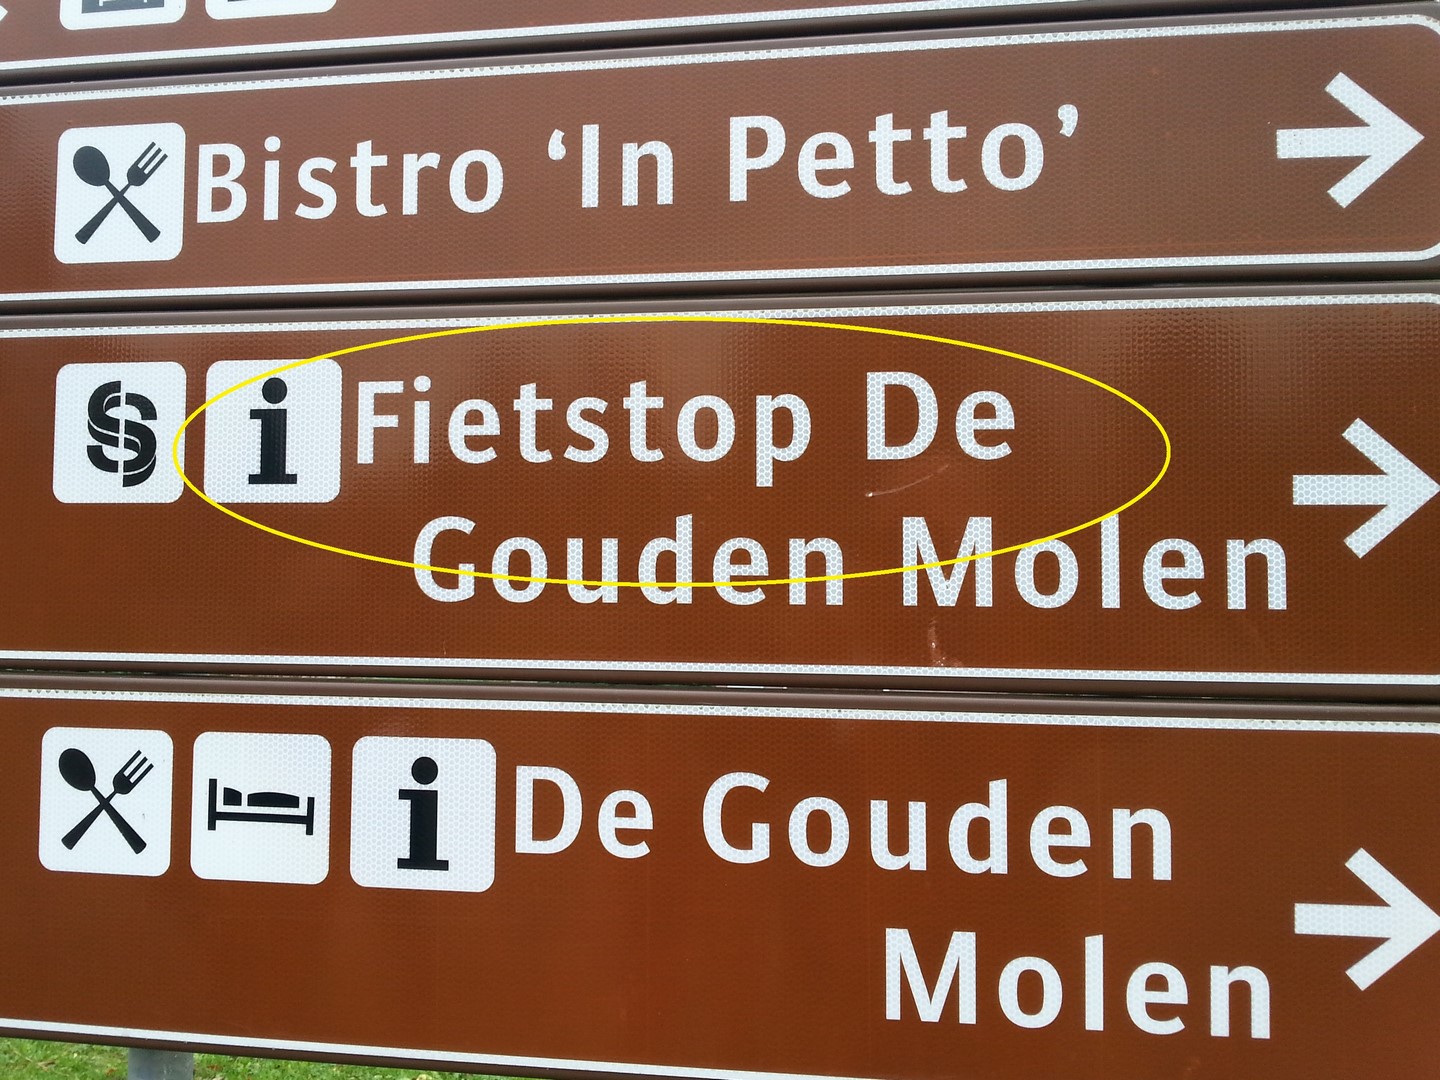 Bistro ‘In Petto’
Fietstop De
Gouden Molen
De Gouden
Molen